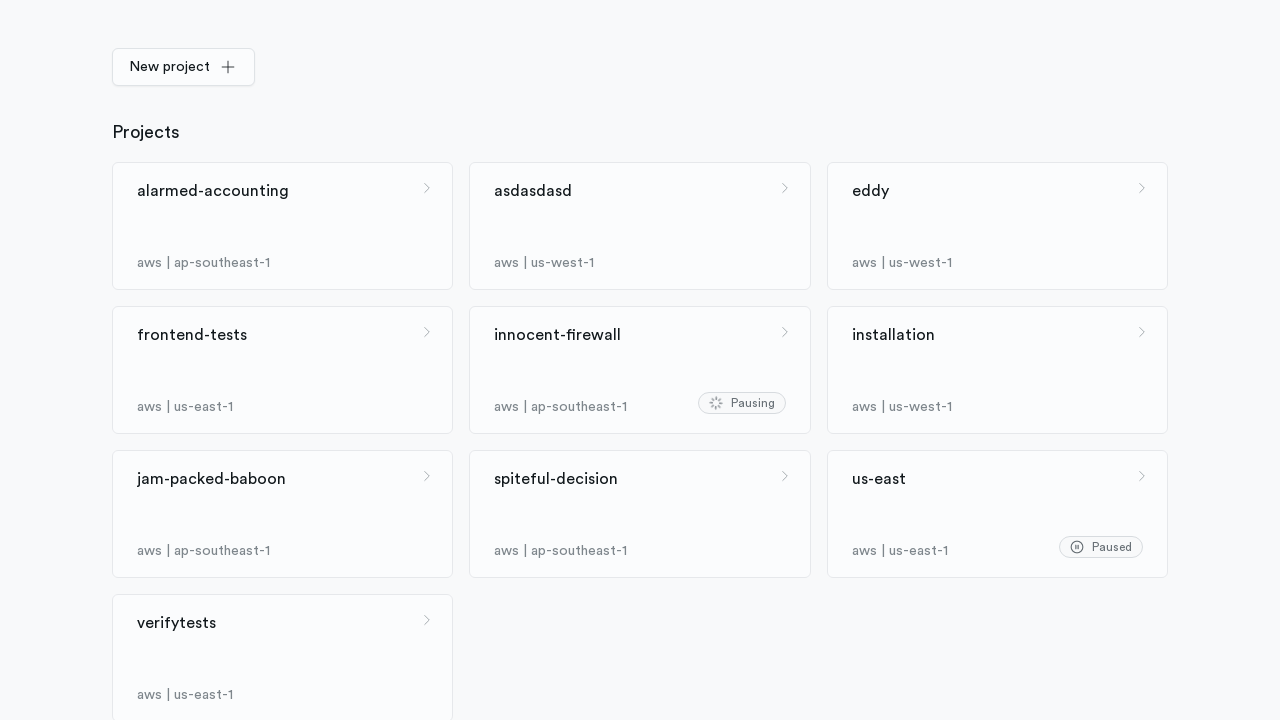 New project
Projects
alarmed-accounting
aws | ap-southeast-1
asdasdasd
aws | us-west-1
eddy
aws | us-west-1
frontend-tests
aws | us-east-1
innocent-firewall
aws | ap-southeast-1
Pausing
installation
aws | us-west-1
jam-packed-baboon
aws | ap-southeast-1
spiteful-decision
aws | ap-southeast-1
us-east
aws | us-east-1
Paused
verifytests
aws | us-east-1